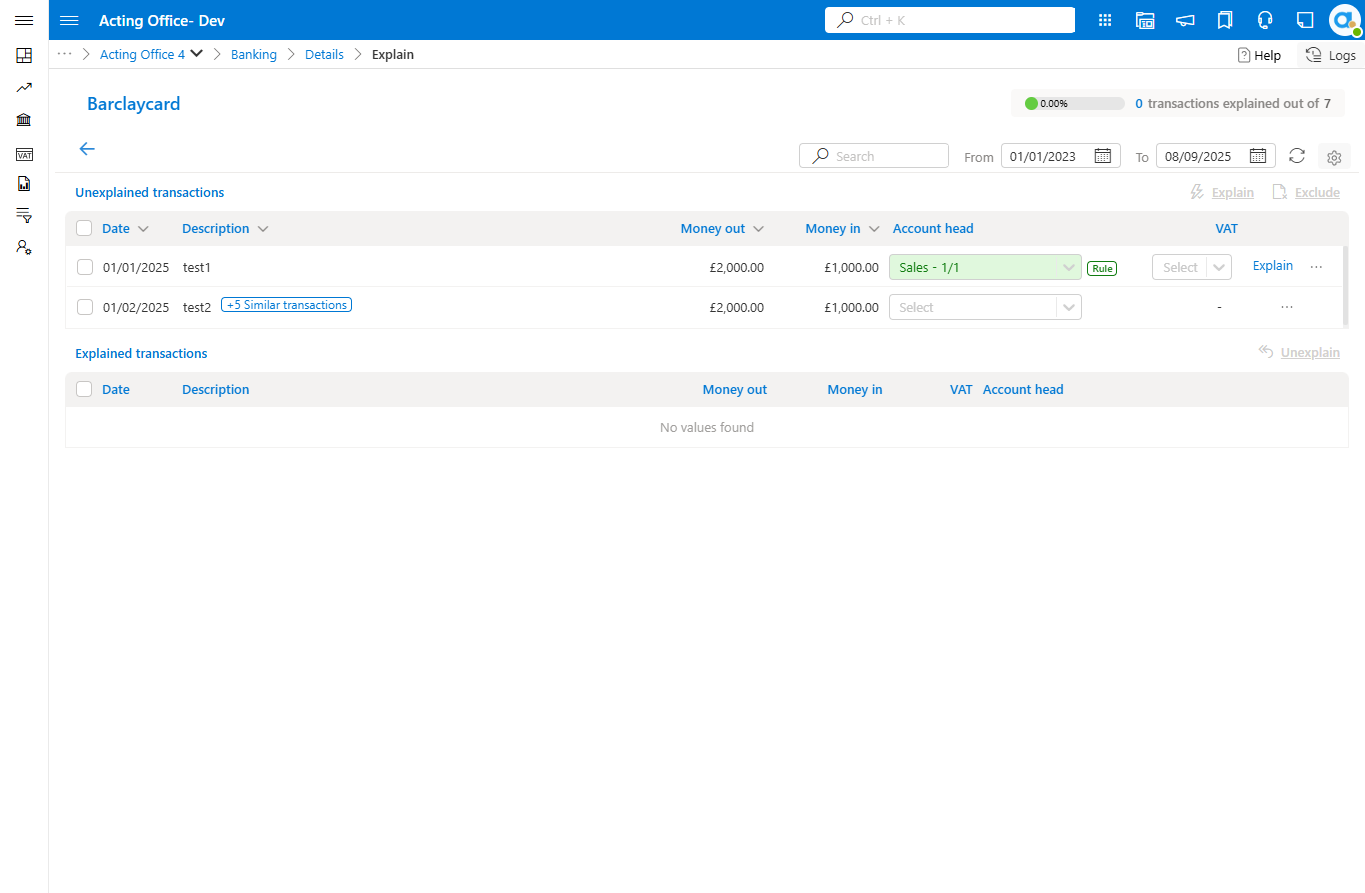 Acting Office- Dev
Ctrl + K
··· Acting Office 4 Banking Details Explain
Help Logs
Barclaycard
0.00% 0 transactions explained out of 7
Search From 01/01/2023 To 08/09/2025
Unexplained transactions Explain Exclude
Date Description Money out Money in Account head VAT
01/01/2025 test1 £2,000.00 £1,000.00 Sales - 1/1 Rule Select Explain ···
01/02/2025 test2 +5 Similar transactions £2,000.00 £1,000.00 Select - ···
Explained transactions Unexplain
Date Description Money out Money in VAT Account head
No values found
VAT